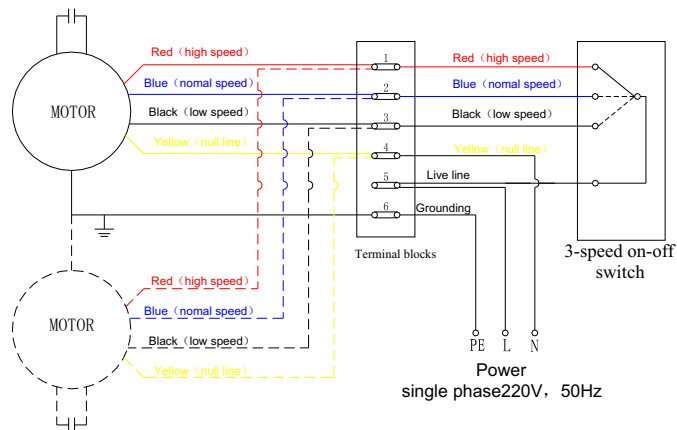 Red（high speed）
Blue（nomal speed）
MOTOR
Black（low speed）
Yellow（null line）
1
2
3
4
5
6
Terminal blocks
Red（high speed）
Blue（nomal speed）
Black（low speed）
Yellow（null line）
Live line
Grounding
3-speed on-off
switch
Red（high speed）
Blue（nomal speed）
MOTOR
Black（low speed）
Yellow（null line）
PE L N
Power
single phase220V，50Hz